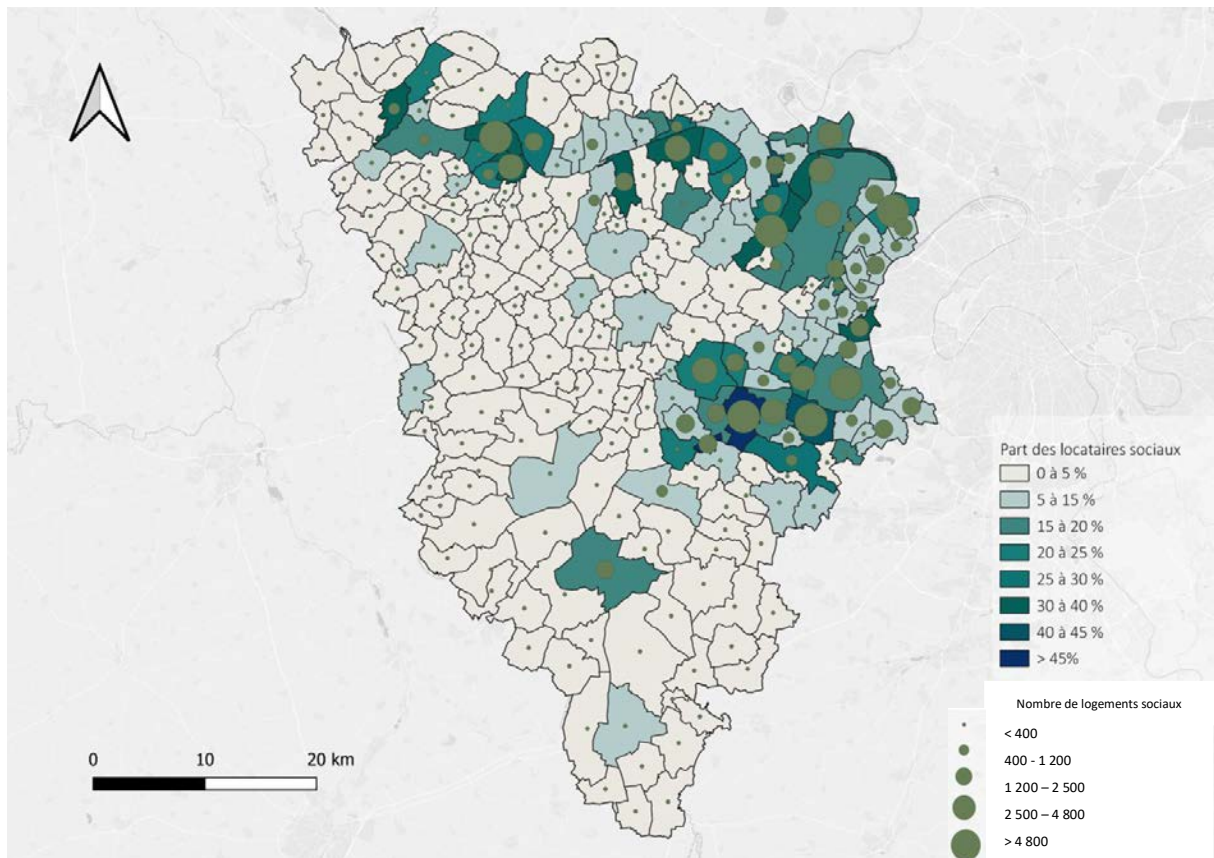 Part des locataires sociaux
0 à 5 %
5 à 15 %
15 à 20 %
20 à 25 %
25 à 30 %
30 à 40 %
40 à 45 %
> 45%
Nombre de logements sociaux
< 400
400 - 1 200
1 200 – 2 500
2 500 – 4 800
> 4 800
0 10 20 km